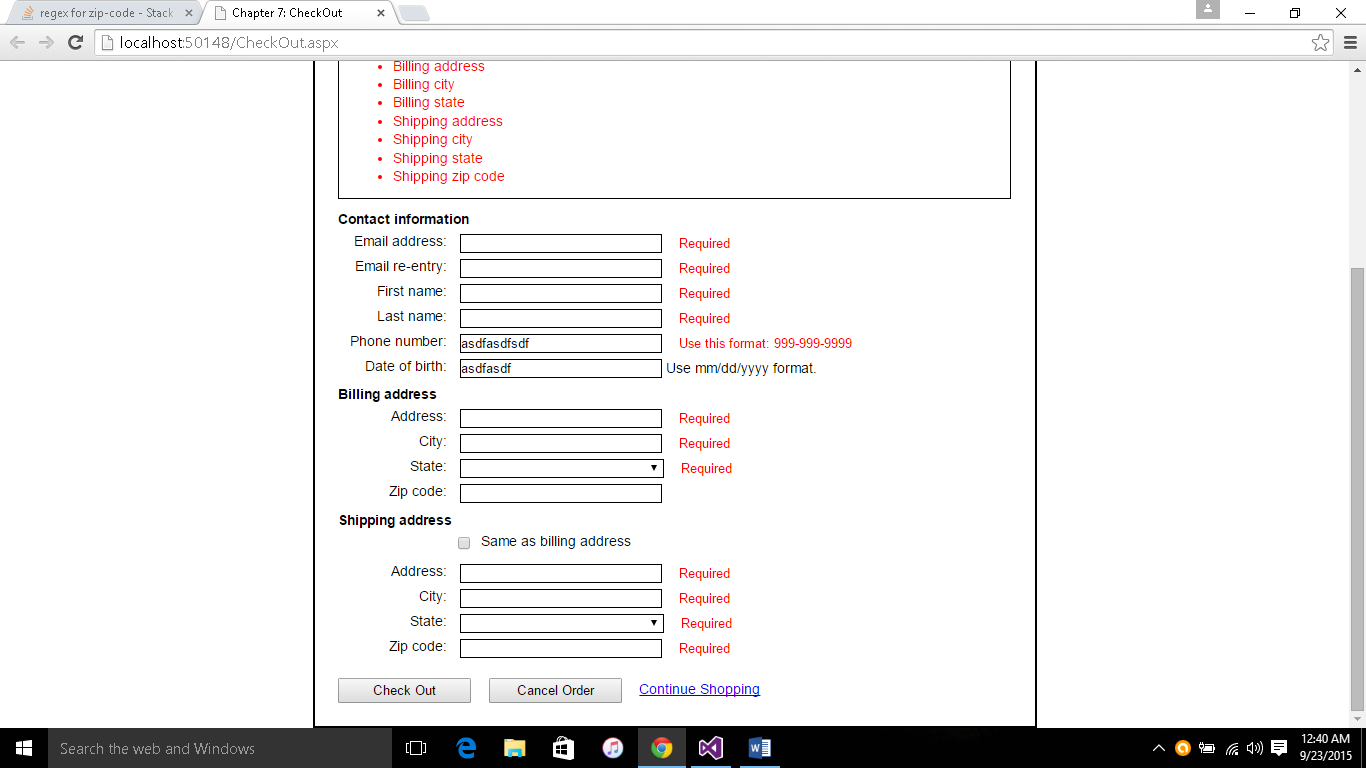 regex for zip-code - Stack
Chapter 7: CheckOut
localhost:50148/CheckOut.aspx
Billing address
Billing city
Billing state
Shipping address
Shipping city
Shipping state
Shipping zip code
Contact information
Email address: Required
Email re-entry: Required
First name: Required
Last name: Required
Phone number: asdfasdfsdf Use this format: 999-999-9999
Date of birth: asdfasdf Use mm/dd/yyyy format.
Billing address
Address: Required
City: Required
State: Required
Zip code:
Shipping address
Same as billing address
Address: Required
City: Required
State: Required
Zip code: Required
Check Out Cancel Order Continue Shopping
Search the web and Windows
12:40 AM
9/23/2015